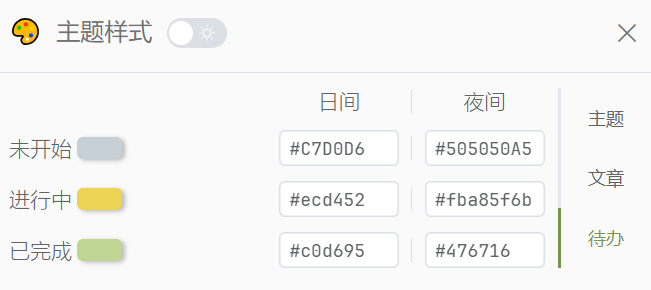 主题样式
日间 夜间
未开始 #C7D0D6 #505050A5
进行中 #ecd452 #fba85f6b
已完成 #c0d695 #476716
主题
文章
待办